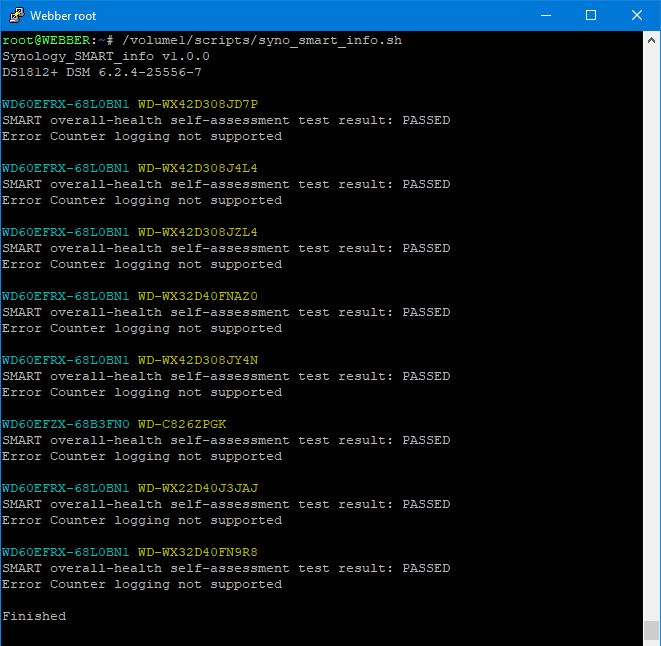 Webber root
root@WEBBER:~# /volume1/scripts/syno_smart_info.sh
Synology_SMART_info v1.0.0
DS1812+ DSM 6.2.4-25556-7
WD60EFRX-68L0BN1 WD-WX42D308JD7P
SMART overall-health self-assessment test result: PASSED
Error Counter logging not supported
WD60EFRX-68L0BN1 WD-WX42D308J4L4
SMART overall-health self-assessment test result: PASSED
Error Counter logging not supported
WD60EFRX-68L0BN1 WD-WX42D308JZL4
SMART overall-health self-assessment test result: PASSED
Error Counter logging not supported
WD60EFRX-68L0BN1 WD-WX32D40FNAZ0
SMART overall-health self-assessment test result: PASSED
Error Counter logging not supported
WD60EFRX-68L0BN1 WD-WX42D308JY4N
SMART overall-health self-assessment test result: PASSED
Error Counter logging not supported
WD60EFZX-68B3FN0 WD-C826ZPGK
SMART overall-health self-assessment test result: PASSED
Error Counter logging not supported
WD60EFRX-68L0BN1 WD-WX22D40J3JAJ
SMART overall-health self-assessment test result: PASSED
Error Counter logging not supported
WD60EFRX-68L0BN1 WD-WX32D40FN9R8
SMART overall-health self-assessment test result: PASSED
Error Counter logging not supported
Finished